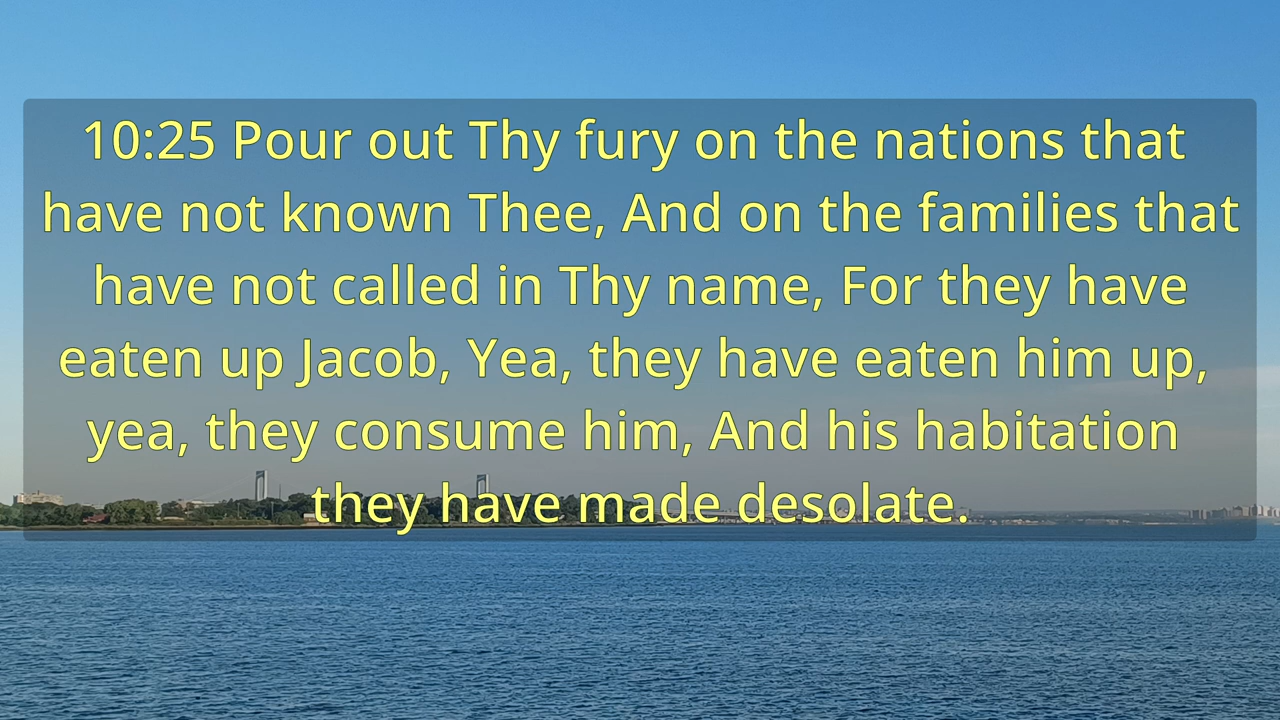 10:25 Pour out Thy fury on the nations that
have not known Thee, And on the families that
have not called in Thy name, For they have
eaten up Jacob, Yea, they have eaten him up,
yea, they consume him, And his habitation
they have made desolate.